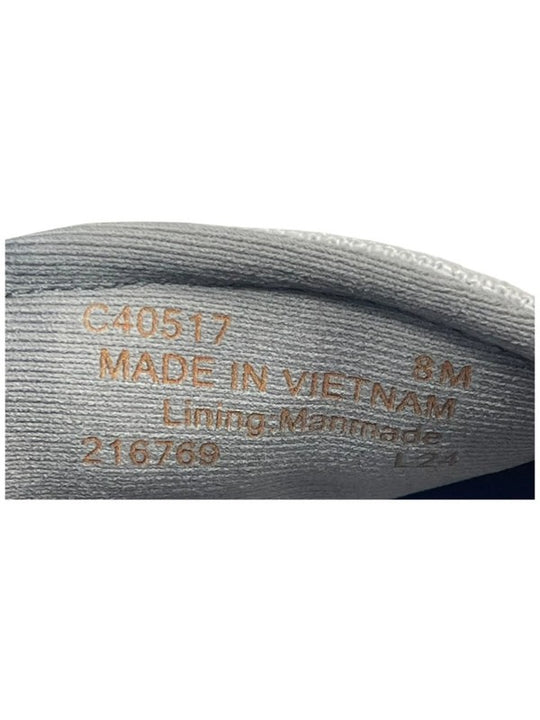 C40517 8M
MADE IN VIETNAM
Lining:Manmade
216769 L24